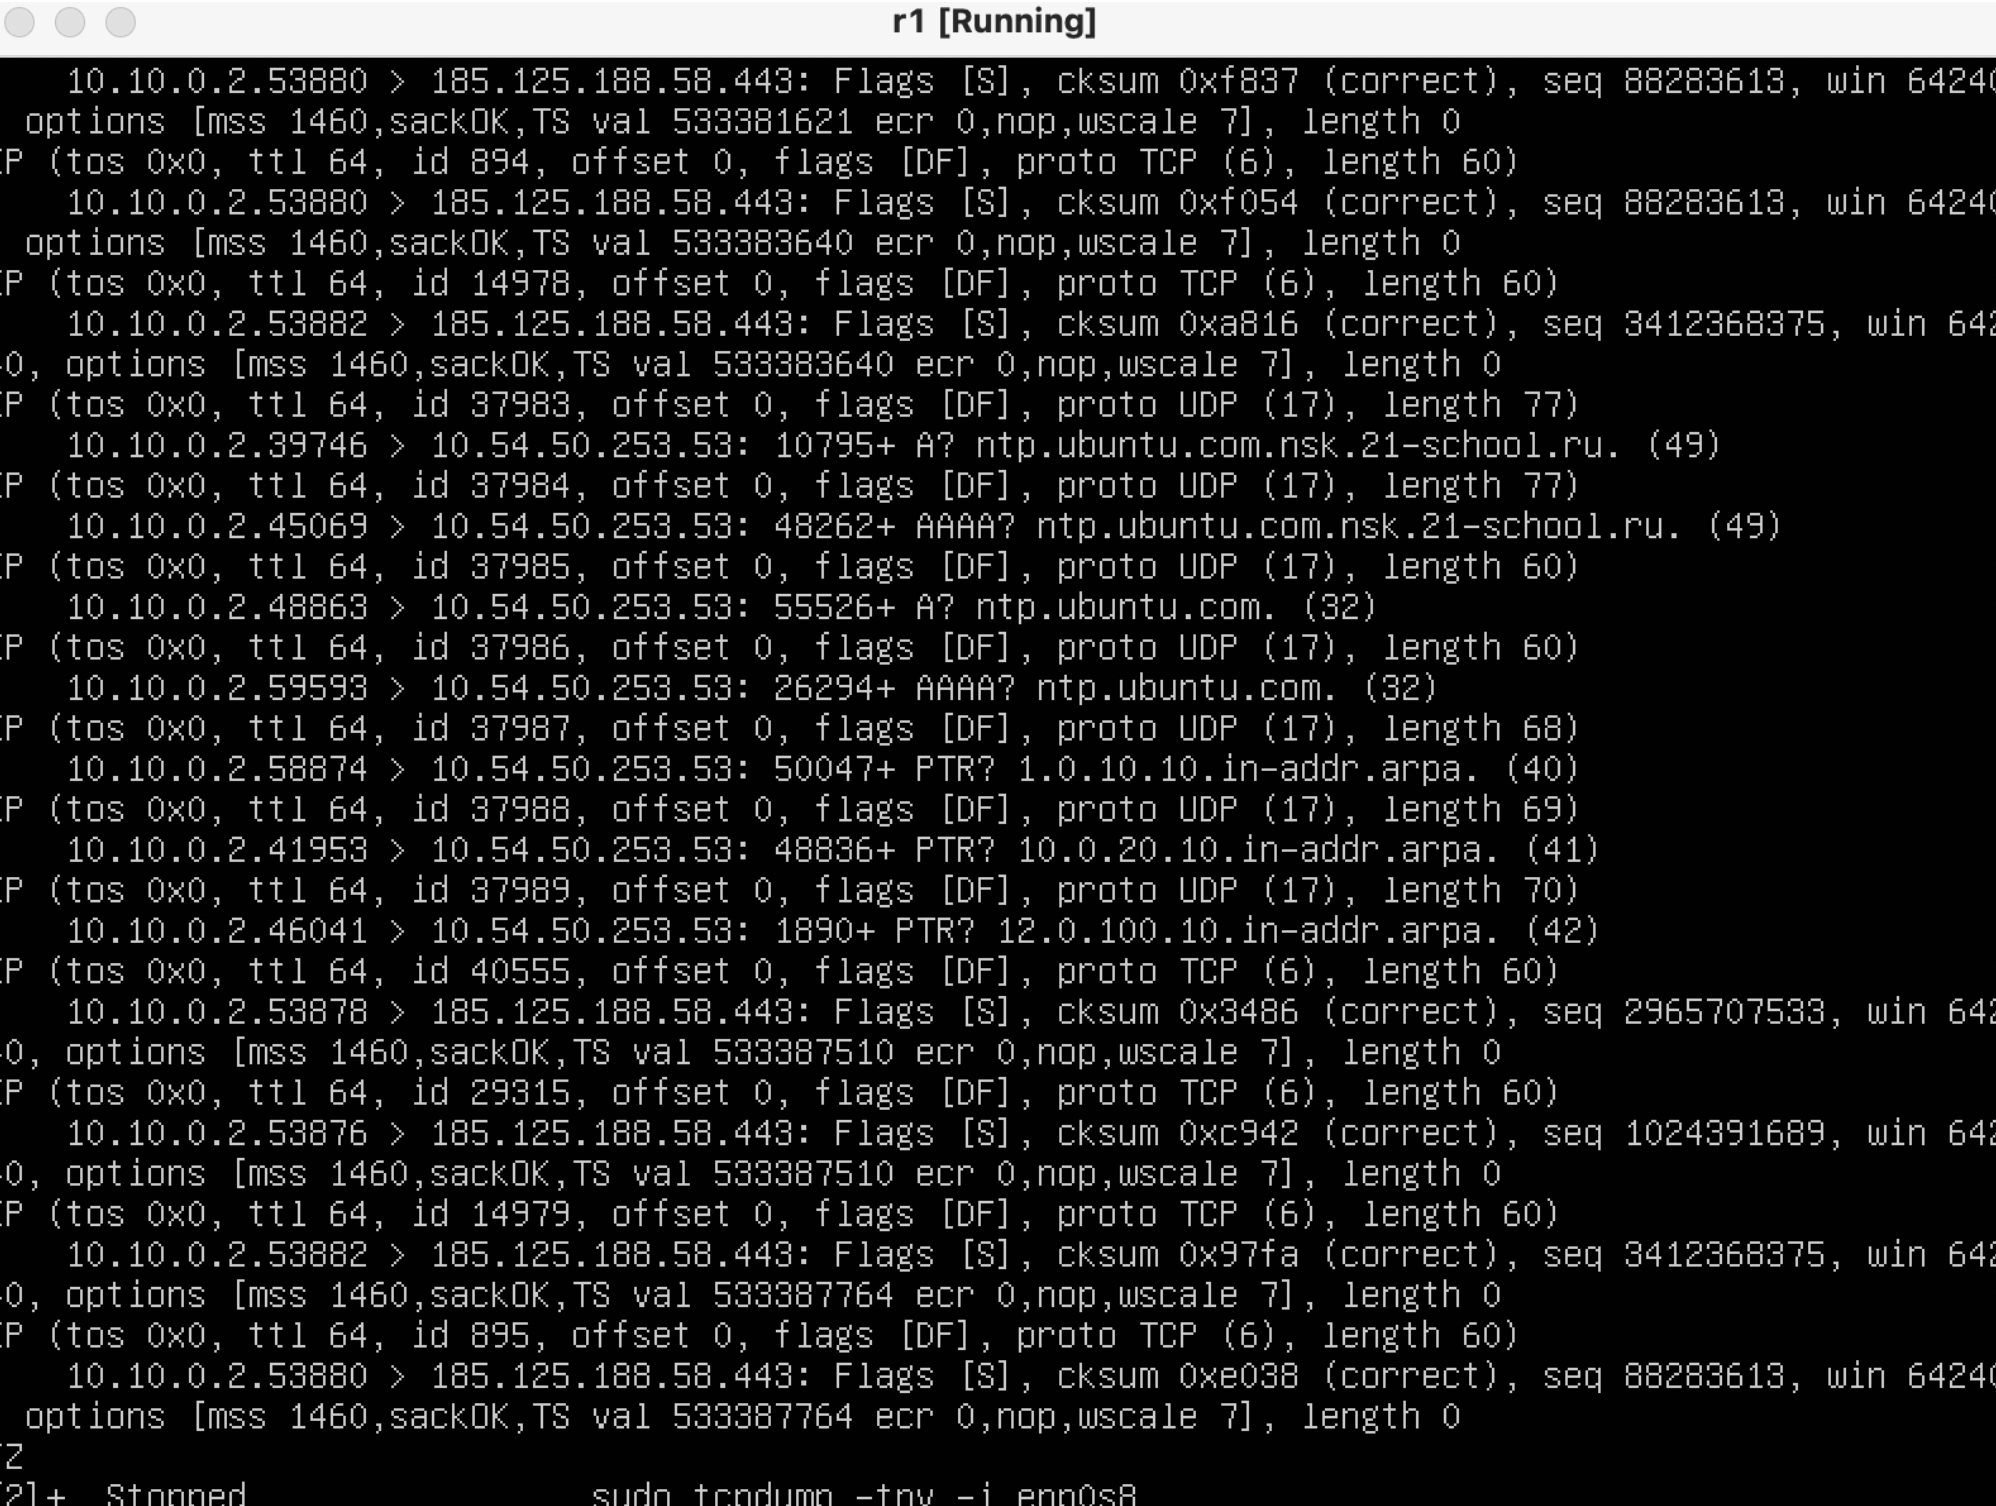 r1 [Running]
10.10.0.2.53880 > 185.125.188.58.443: Flags [S], cksum 0xf837 (correct), seq 88283613, win 64240
options [mss 1460,sackOK,TS val 533381621 ecr 0,nop,wscale 7], length 0
P (tos 0x0, ttl 64, id 894, offset 0, flags [DF], proto TCP (6), length 60)
10.10.0.2.53880 > 185.125.188.58.443: Flags [S], cksum 0xf054 (correct), seq 88283613, win 64240
options [mss 1460,sackOK,TS val 533383640 ecr 0,nop,wscale 7], length 0
P (tos 0x0, ttl 64, id 14978, offset 0, flags [DF], proto TCP (6), length 60)
10.10.0.2.53882 > 185.125.188.58.443: Flags [S], cksum 0xa816 (correct), seq 3412368375, win 642
0, options [mss 1460,sackOK,TS val 533383640 ecr 0,nop,wscale 7], length 0
P (tos 0x0, ttl 64, id 37983, offset 0, flags [DF], proto UDP (17), length 77)
10.10.0.2.39746 > 10.54.50.253.53: 10795+ A? ntp.ubuntu.com.nsk.21-school.ru. (49)
P (tos 0x0, ttl 64, id 37984, offset 0, flags [DF], proto UDP (17), length 77)
10.10.0.2.45069 > 10.54.50.253.53: 48262+ AAAA? ntp.ubuntu.com.nsk.21-school.ru. (49)
P (tos 0x0, ttl 64, id 37985, offset 0, flags [DF], proto UDP (17), length 60)
10.10.0.2.48863 > 10.54.50.253.53: 55526+ A? ntp.ubuntu.com. (32)
P (tos 0x0, ttl 64, id 37986, offset 0, flags [DF], proto UDP (17), length 60)
10.10.0.2.59593 > 10.54.50.253.53: 26294+ AAAA? ntp.ubuntu.com. (32)
P (tos 0x0, ttl 64, id 37987, offset 0, flags [DF], proto UDP (17), length 68)
10.10.0.2.58874 > 10.54.50.253.53: 50047+ PTR? 1.0.10.10.in-addr.arpa. (40)
P (tos 0x0, ttl 64, id 37988, offset 0, flags [DF], proto UDP (17), length 69)
10.10.0.2.41953 > 10.54.50.253.53: 48836+ PTR? 10.0.20.10.in-addr.arpa. (41)
P (tos 0x0, ttl 64, id 37989, offset 0, flags [DF], proto UDP (17), length 70)
10.10.0.2.46041 > 10.54.50.253.53: 1890+ PTR? 12.0.100.10.in-addr.arpa. (42)
P (tos 0x0, ttl 64, id 40555, offset 0, flags [DF], proto TCP (6), length 60)
10.10.0.2.53878 > 185.125.188.58.443: Flags [S], cksum 0x3486 (correct), seq 2965707533, win 642
0, options [mss 1460,sackOK,TS val 533387510 ecr 0,nop,wscale 7], length 0
P (tos 0x0, ttl 64, id 29315, offset 0, flags [DF], proto TCP (6), length 60)
10.10.0.2.53876 > 185.125.188.58.443: Flags [S], cksum 0xc942 (correct), seq 1024391689, win 642
0, options [mss 1460,sackOK,TS val 533387510 ecr 0,nop,wscale 7], length 0
P (tos 0x0, ttl 64, id 14979, offset 0, flags [DF], proto TCP (6), length 60)
10.10.0.2.53882 > 185.125.188.58.443: Flags [S], cksum 0x97fa (correct), seq 3412368375, win 642
0, options [mss 1460,sackOK,TS val 533387764 ecr 0,nop,wscale 7], length 0
P (tos 0x0, ttl 64, id 895, offset 0, flags [DF], proto TCP (6), length 60)
10.10.0.2.53880 > 185.125.188.58.443: Flags [S], cksum 0xe038 (correct), seq 88283613, win 64240
options [mss 1460,sackOK,TS val 533387764 ecr 0,nop,wscale 7], length 0
Z
2]+ Stopped sudo tcpdump -tnv -i enp0s8